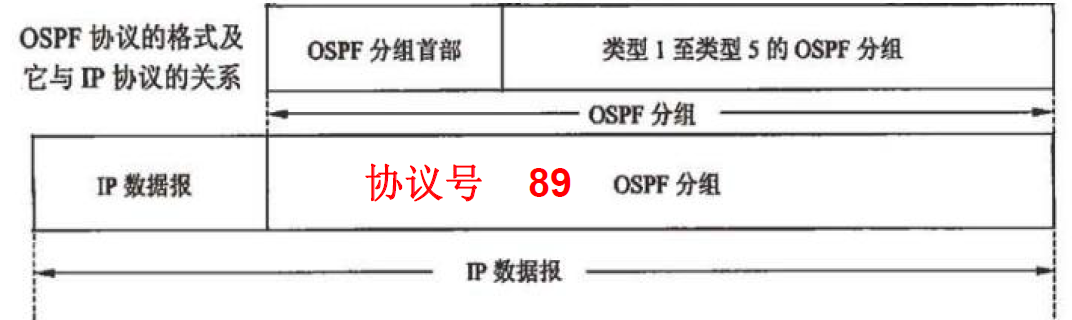 OSPF 协议的格式及
它与 IP 协议的关系
OSPF 分组首部
类型 1 至类型 5 的 OSPF 分组
OSPF 分组
IP 数据报
协议号 89
OSPF 分组
IP 数据报